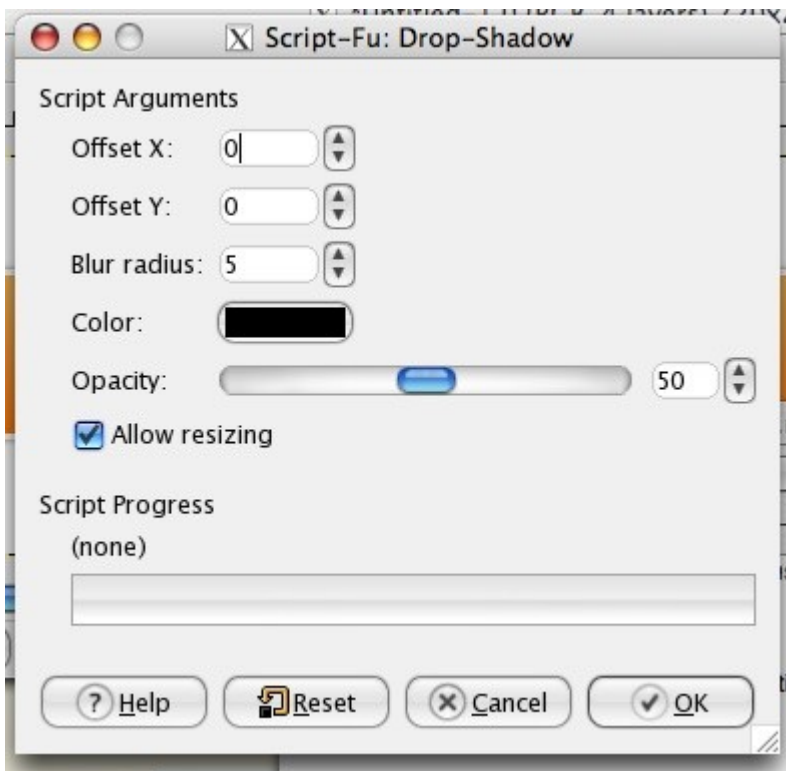 Script-Fu: Drop-Shadow
Script Arguments
Offset X: 0
Offset Y: 0
Blur radius: 5
Color:
Opacity: 50
Allow resizing
Script Progress
(none)
Help Reset Cancel OK